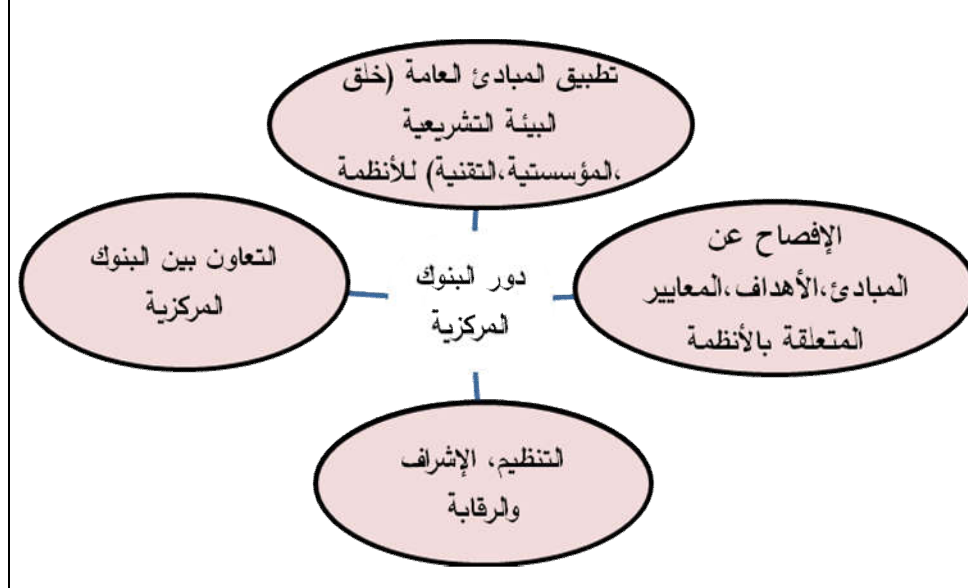 تطبيق المبادئ العامة (خلق
البيئة التشريعية
،المؤسستية،التقنية) للأنظمة
الإفصاح عن
المبادئ،الأهداف،المعايير
المتعلقة بالأنظمة
دور البنوك
المركزية
التعاون بين البنوك
المركزية
التنظيم، الإشراف
والرقابة